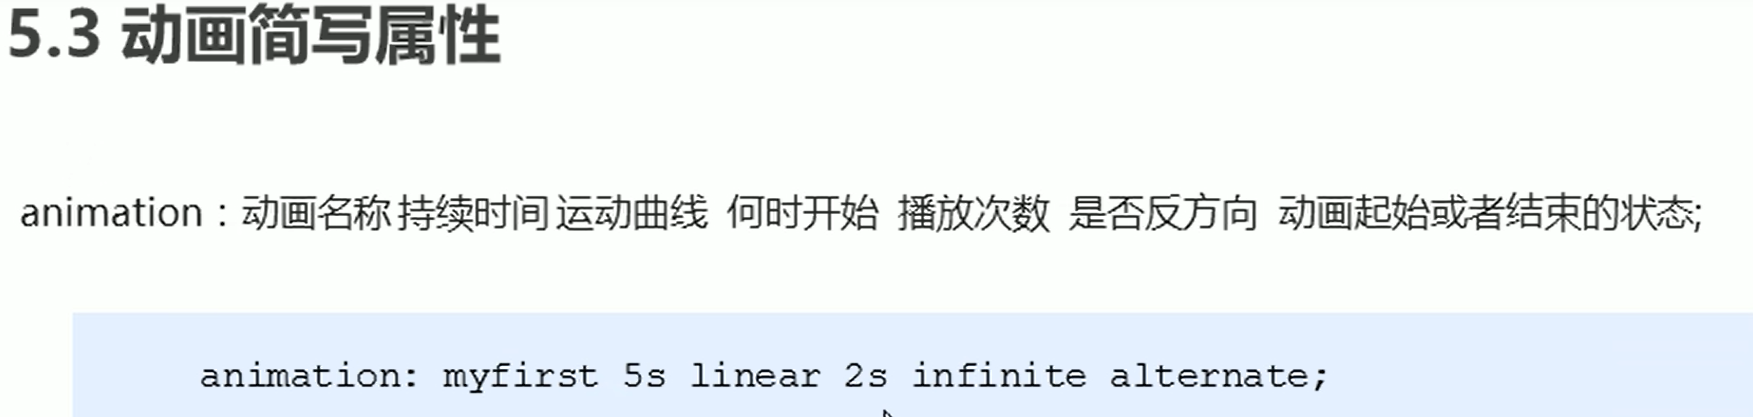 5.3 动画简写属性
animation：动画名称 持续时间 运动曲线 何时开始 播放次数 是否反方向 动画起始或者结束的状态;
animation: myfirst 5s linear 2s infinite alternate;